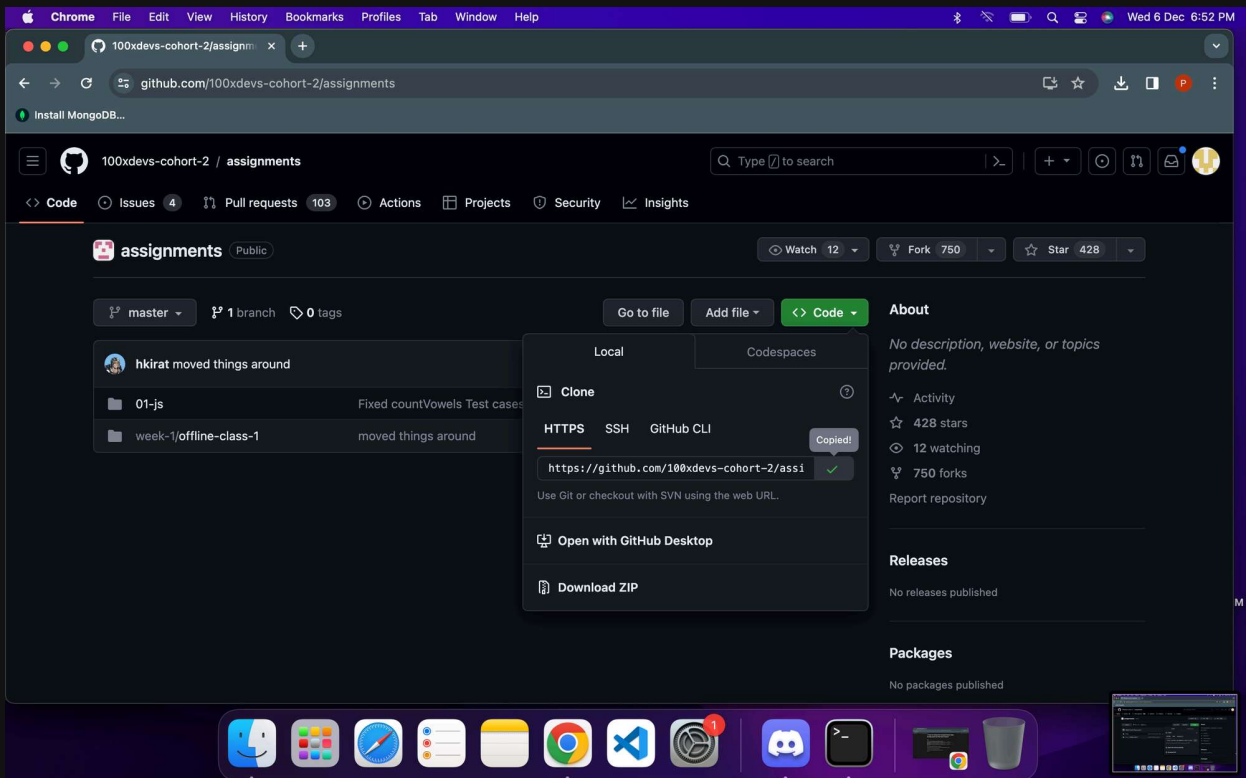 Chrome File Edit View History Bookmarks Profiles Tab Window Help Wed 6 Dec 6:52 PM
100xdevs-cohort-2/assignm
github.com/100xdevs-cohort-2/assignments P
Install MongoDB...
100xdevs-cohort-2 / assignments Type / to search
Code Issues 4 Pull requests 103 Actions Projects Security Insights
assignments Public Watch 12 Fork 750 Star 428
master 1 branch 0 tags Go to file Add file Code
hkirat moved things around
01-js Fixed countVowels Test cases
week-1/offline-class-1 moved things around
Local Codespaces
Clone
HTTPS SSH GitHub CLI
Copied!
https://github.com/100xdevs-cohort-2/assi
Use Git or checkout with SVN using the web URL.
Open with GitHub Desktop
Download ZIP
About
No description, website, or topics
provided.
Activity
428 stars
12 watching
750 forks
Report repository
Releases
No releases published
Packages
No packages published
M
1